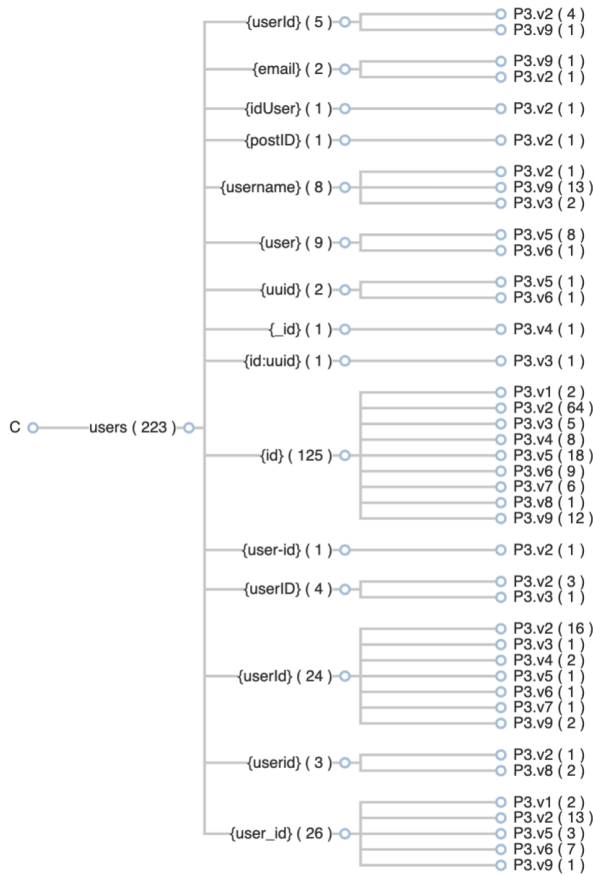 C
users ( 223 )
{userId} ( 5 )
P3.v2 ( 4 )
P3.v9 ( 1 )
{email} ( 2 )
P3.v9 ( 1 )
P3.v2 ( 1 )
{idUser} ( 1 )
P3.v2 ( 1 )
{postID} ( 1 )
P3.v2 ( 1 )
{username} ( 8 )
P3.v2 ( 1 )
P3.v9 ( 13 )
P3.v3 ( 2 )
{user} ( 9 )
P3.v5 ( 8 )
P3.v6 ( 1 )
{uuid} ( 2 )
P3.v5 ( 1 )
P3.v6 ( 1 )
{_id} ( 1 )
P3.v4 ( 1 )
{id:uuid} ( 1 )
P3.v3 ( 1 )
{id} ( 125 )
P3.v1 ( 2 )
P3.v2 ( 64 )
P3.v3 ( 5 )
P3.v4 ( 8 )
P3.v5 ( 18 )
P3.v6 ( 9 )
P3.v7 ( 6 )
P3.v8 ( 1 )
P3.v9 ( 12 )
{user-id} ( 1 )
P3.v2 ( 1 )
{userID} ( 4 )
P3.v2 ( 3 )
P3.v3 ( 1 )
{userId} ( 24 )
P3.v2 ( 16 )
P3.v3 ( 1 )
P3.v4 ( 2 )
P3.v5 ( 1 )
P3.v6 ( 1 )
P3.v7 ( 1 )
P3.v9 ( 2 )
{userid} ( 3 )
P3.v2 ( 1 )
P3.v8 ( 2 )
{user_id} ( 26 )
P3.v1 ( 2 )
P3.v2 ( 13 )
P3.v5 ( 3 )
P3.v6 ( 7 )
P3.v9 ( 1 )